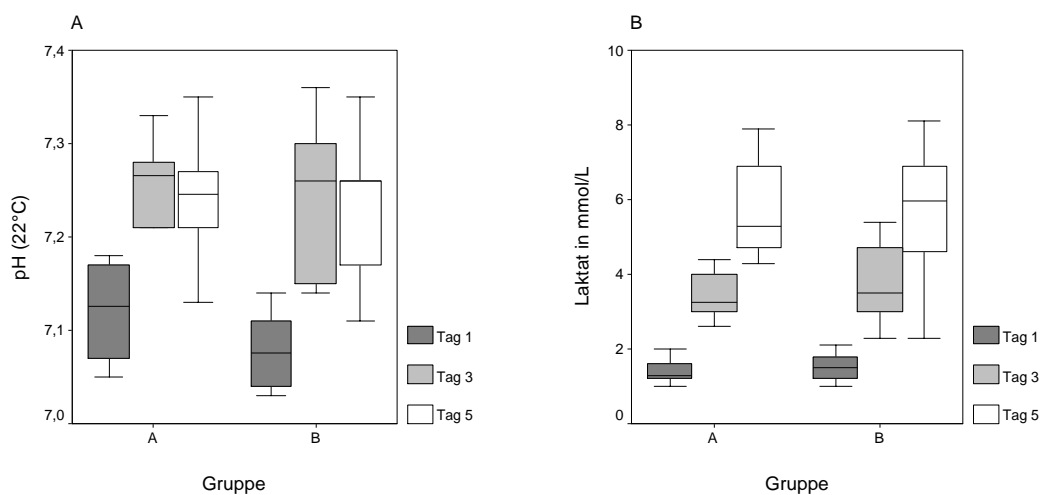 A
7,4
7,3
7,2
7,1
7,0
pH (22°C)
A
B
Gruppe
Tag 1
Tag 3
Tag 5
B
10
8
6
4
2
0
Laktat in mmol/L
A
B
Gruppe
Tag 1
Tag 3
Tag 5